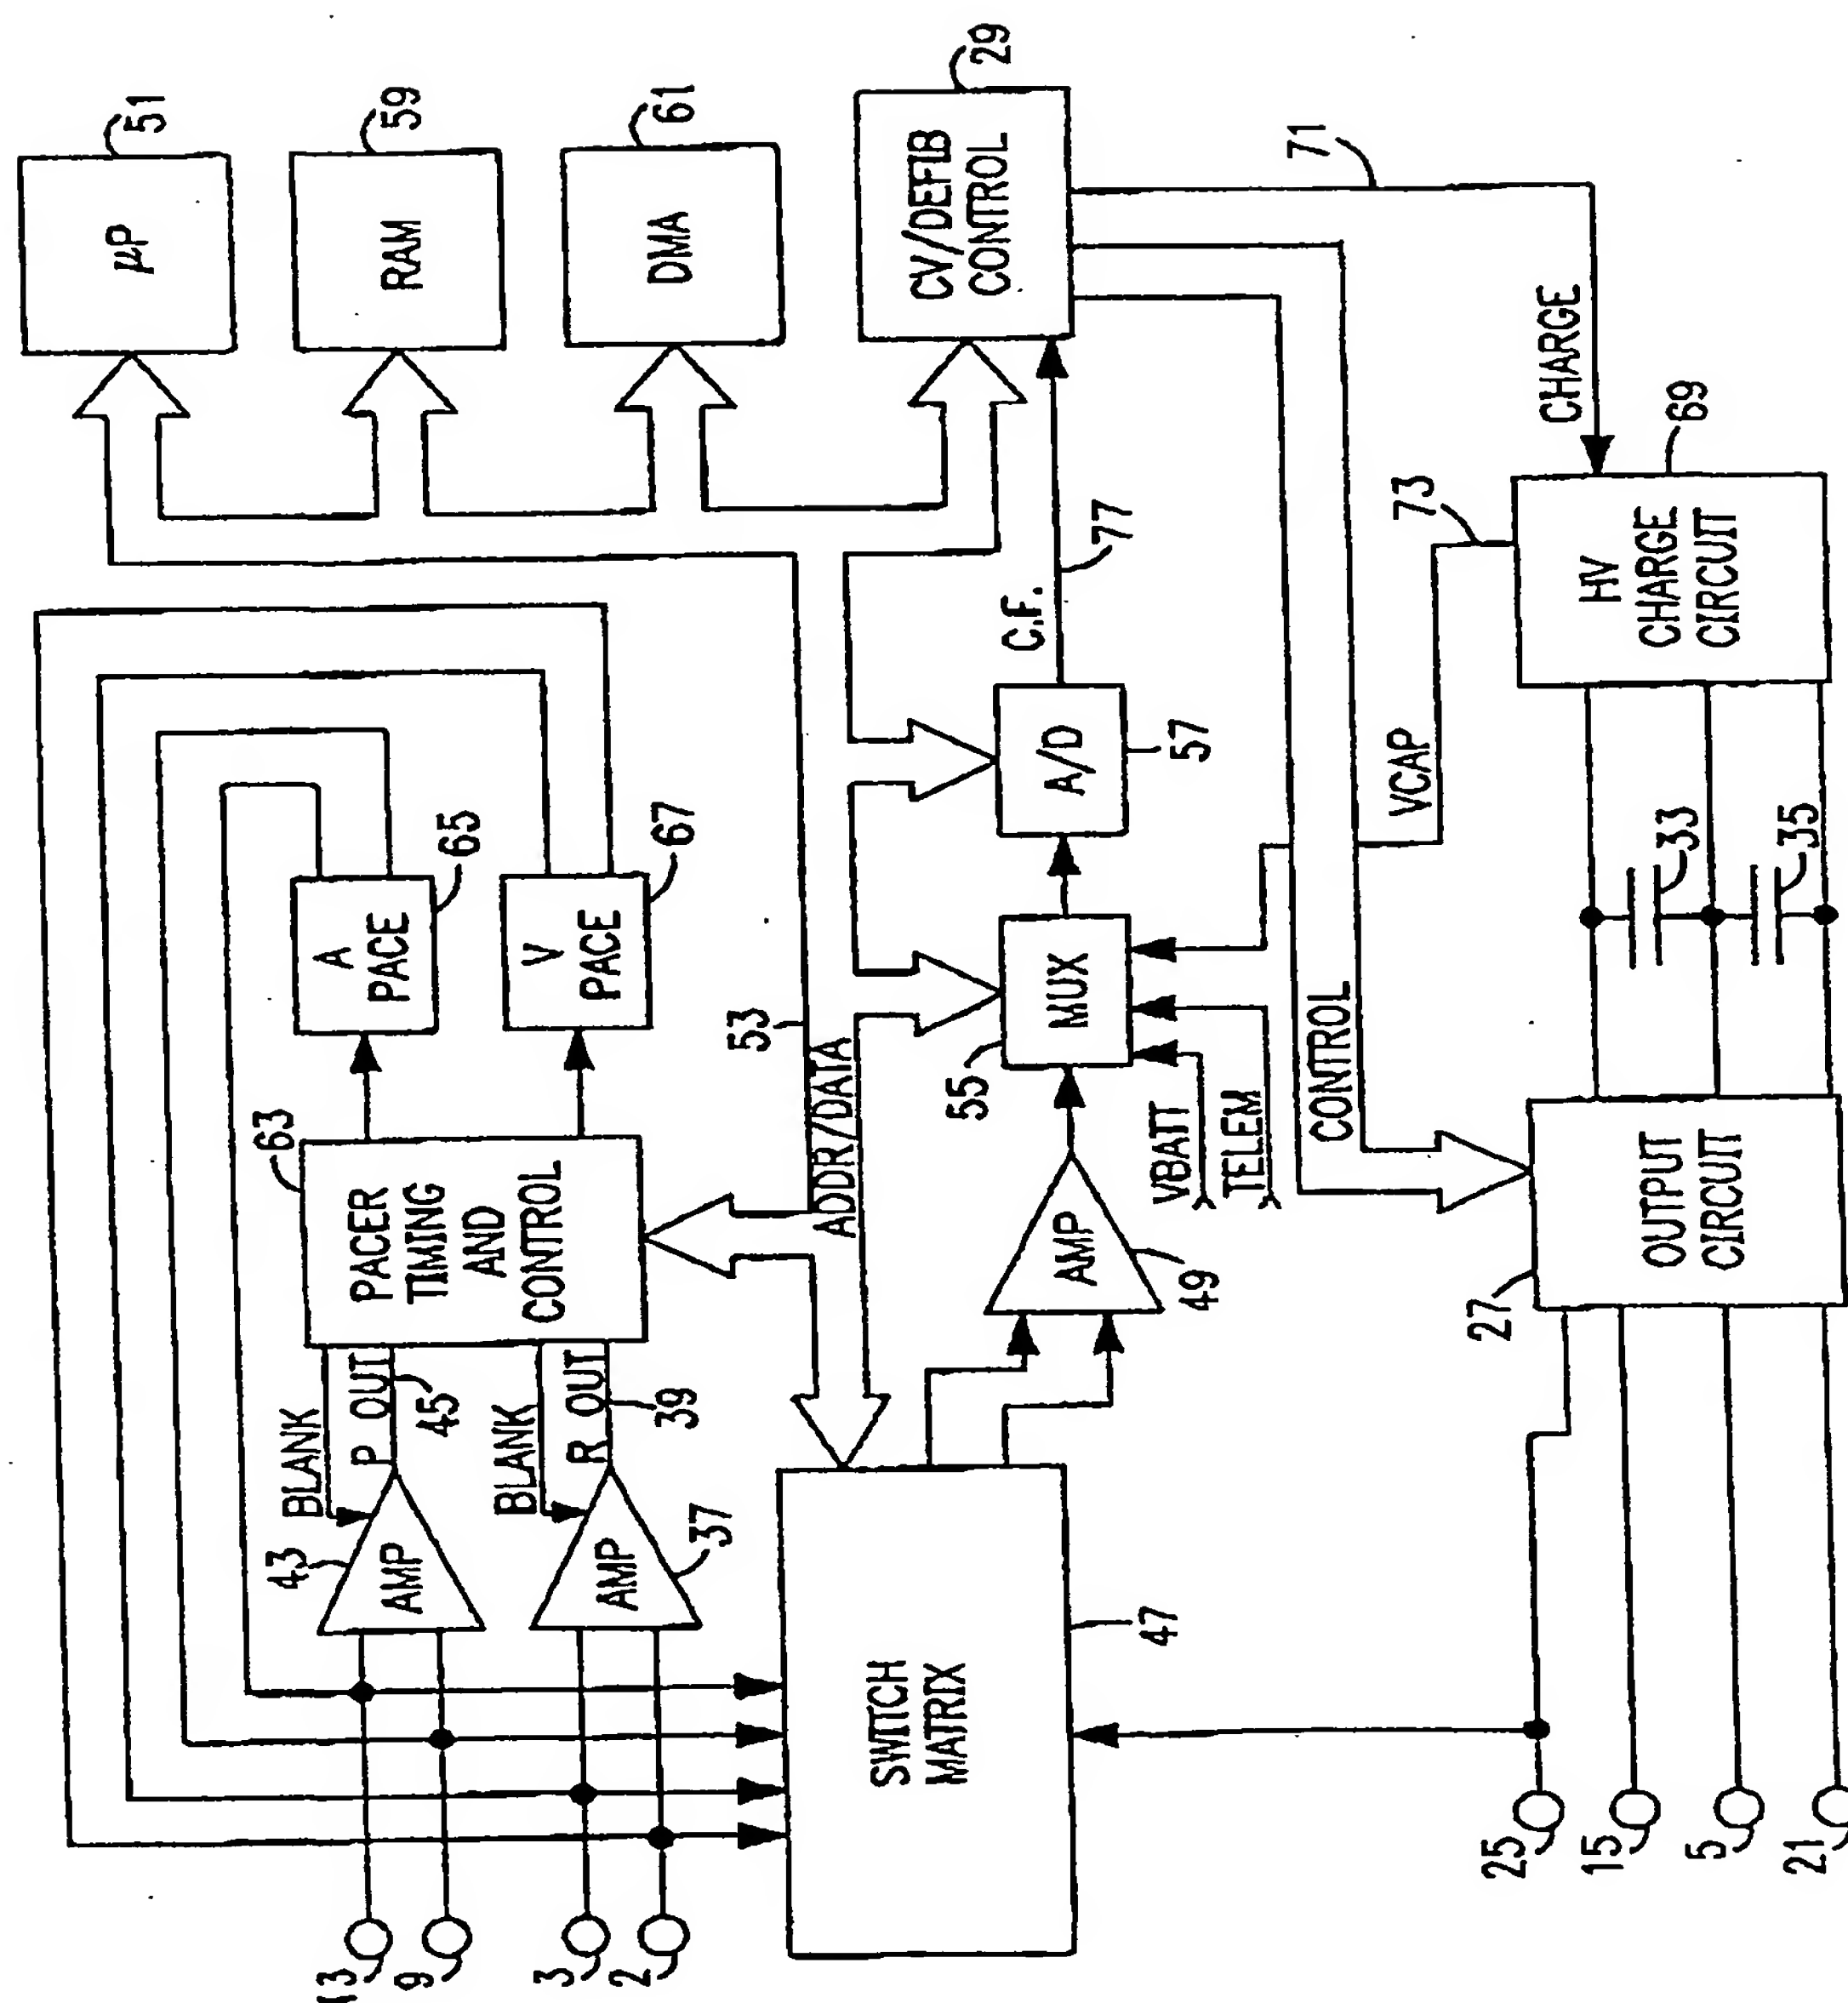 13
9
3
2
43
AMP
BLANK
P OUT
45
AMP
37
BLANK
R OUT
39
63
PACER
TIMING
AND
CONTROL
A
PACE
65
V
PACE
67
µP
51
RAM
59
DMA
61
53
ADDR/DATA
SWITCH
MATRIX
47
AMP
49
55
MUX
VBATT
TELEM
A/D
57
C.F.
77
CV/DEFIB
CONTROL
29
71
CHARGE
CONTROL
VCAP
73
HV
CHARGE
CIRCUIT
69
33
35
27
OUTPUT
CIRCUIT
25
15
5
21